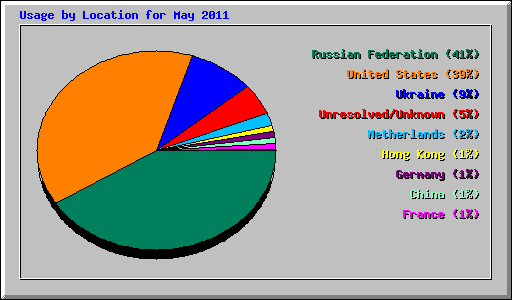 Usage by Location for May 2011
Russian Federation (41%)
United States (39%)
Ukraine (9%)
Unresolved/Unknown (5%)
Netherlands (2%)
Hong Kong (1%)
Germany (1%)
China (1%)
France (1%)